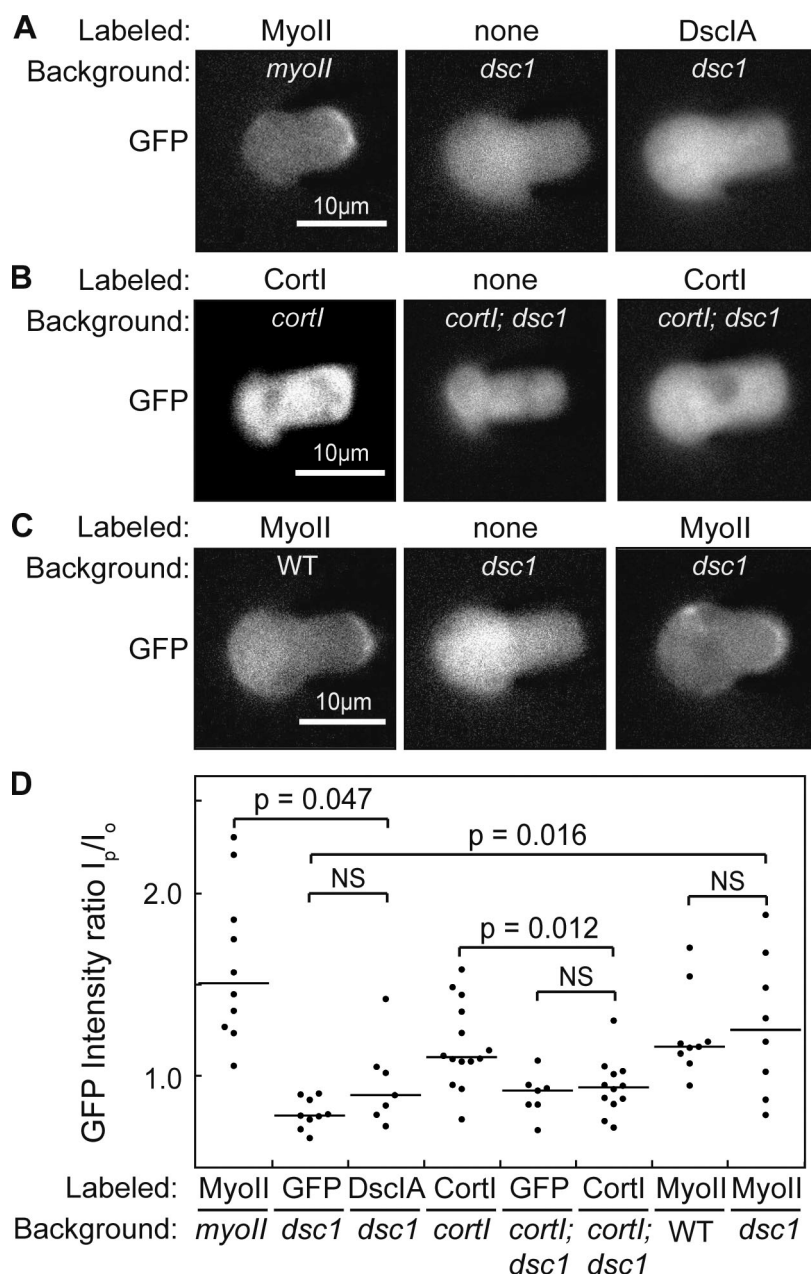 A Labeled: MyoII none DscIA
Background: myoII dsc1 dsc1
GFP
10μm
B Labeled: CortI none CortI
Background: cortI cortI; dsc1 cortI; dsc1
GFP
10μm
C Labeled: MyoII none MyoII
Background: WT dsc1 dsc1
GFP
10μm
D
p = 0.047
p = 0.016
NS
NS
2.0
p = 0.012
NS
1.0
GFP Intensity ratio Ip/Io
Labeled: MyoII GFP DscIA CortI GFP CortI MyoII MyoII
Background: myoII dsc1 dsc1 cortI cortI; cortI; WT dsc1
dsc1 dsc1